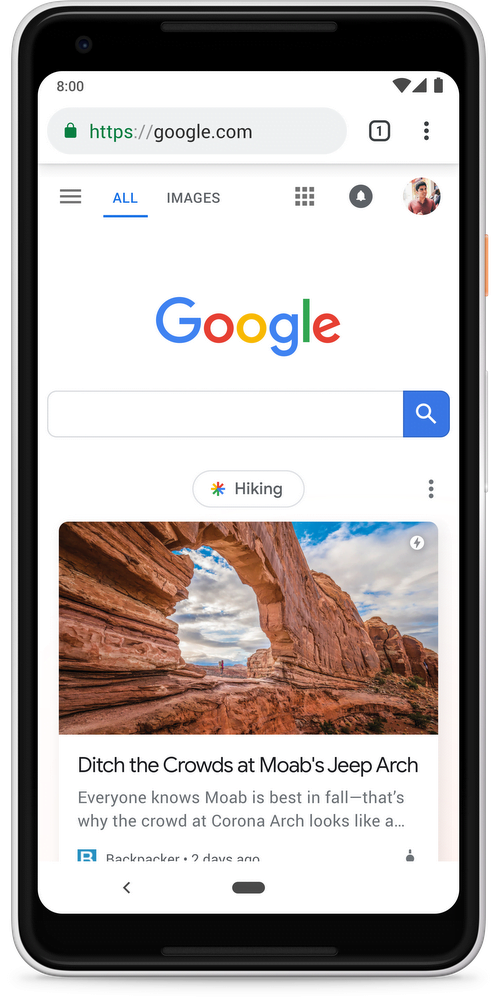 8:00
https://google.com
1
ALL
IMAGES
Google
Hiking
Ditch the Crowds at Moab's Jeep Arch
Everyone knows Moab is best in fall—that's
why the crowd at Corona Arch looks like a...
Backpacker • 2 days ago